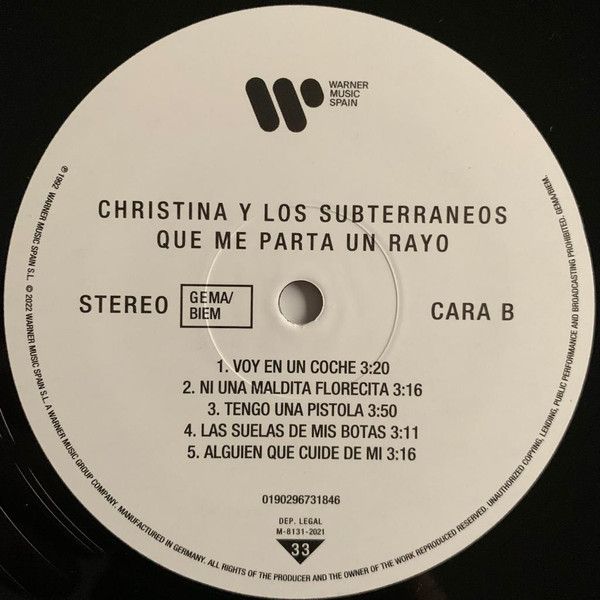 WARNER
MUSIC
SPAIN
CHRISTINA Y LOS SUBTERRANEOS
QUE ME PARTA UN RAYO
STEREO
GEMA/
BIEM
CARA B
1. VOY EN UN COCHE 3:20
2. NI UNA MALDITA FLORECITA 3:16
3. TENGO UNA PISTOLA 3:50
4. LAS SUELAS DE MIS BOTAS 3:11
5. ALGUIEN QUE CUIDE DE MI 3:16
0190296731846
DEP. LEGAL
M-8131-2021
33
℗ 1992 WARNER MUSIC SPAIN S.L. © 2022 WARNER MUSIC SPAIN S.L. A WARNER MUSIC GROUP COMPANY. MANUFACTURED IN GERMANY. ALL RIGHTS OF THE PRODUCER AND THE OWNER OF THE WORK REPRODUCED RESERVED. UNAUTHORIZED COPYING, LENDING, PUBLIC PERFORMANCE AND BROADCASTING PROHIBITED. GEMA/BIEM.